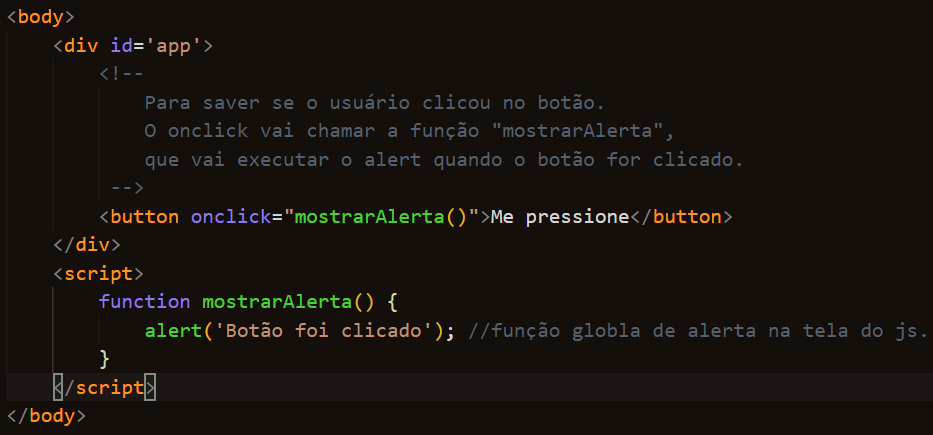 <body>
<div id='app'>
<!--
Para saver se o usuário clicou no botão.
O onclick vai chamar a função "mostrarAlerta",
que vai executar o alert quando o botão for clicado.
-->
<button onclick="mostrarAlerta()">Me pressione</button>
</div>
<script>
function mostrarAlerta() {
alert('Botão foi clicado'); //função globla de alerta na tela do js.
}
</script>
</body>